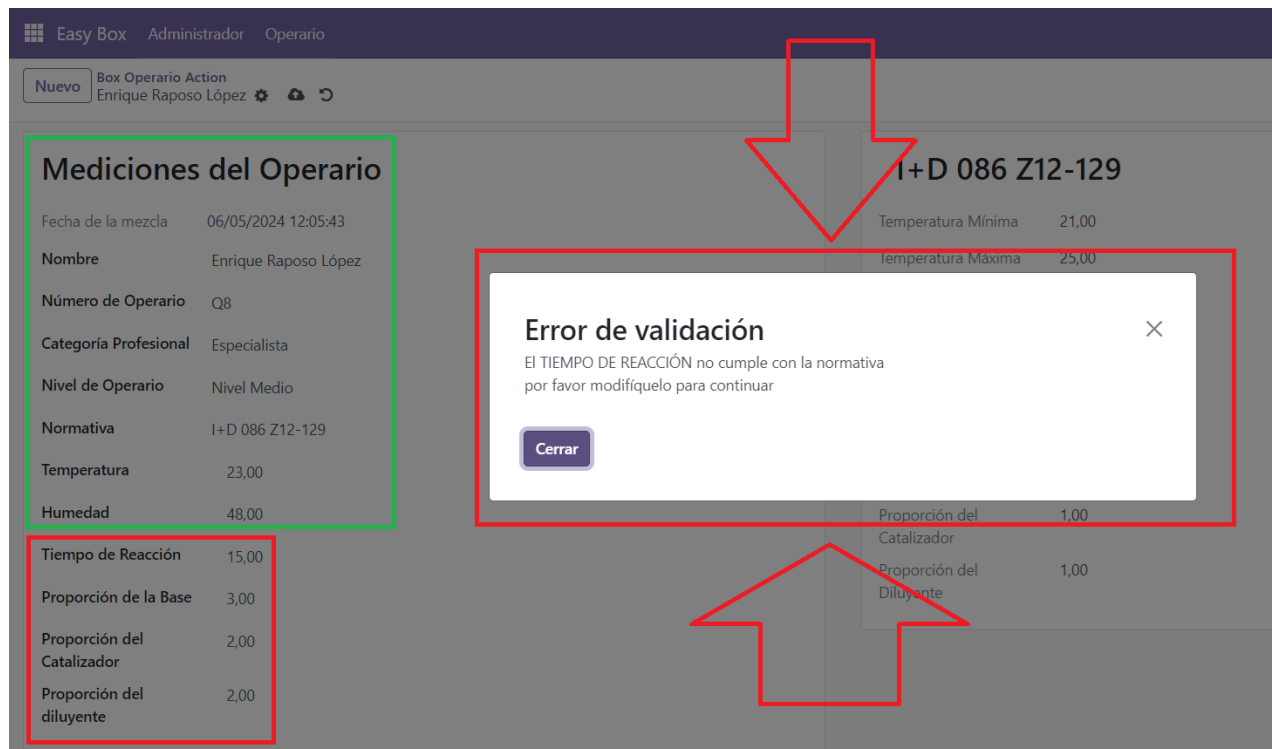 Easy Box Administrador Operario
Nuevo
Box Operario Action
Enrique Raposo López
Mediciones del Operario
Fecha de la mezcla 06/05/2024 12:05:43
Nombre Enrique Raposo López
Número de Operario Q8
Categoría Profesional Especialista
Nivel de Operario Nivel Medio
Normativa I+D 086 Z12-129
Temperatura 23,00
Humedad 48,00
Tiempo de Reacción 15,00
Proporción de la Base 3,00
Proporción del
Catalizador 2,00
Proporción del
diluyente 2,00
Error de validación
El TIEMPO DE REACCIÓN no cumple con la normativa
por favor modifíquelo para continuar
Cerrar
I+D 086 Z12-129
Temperatura Mínima 21,00
Temperatura Máxima 25,00
Proporción del 1,00
Catalizador
Proporción del 1,00
Diluyente